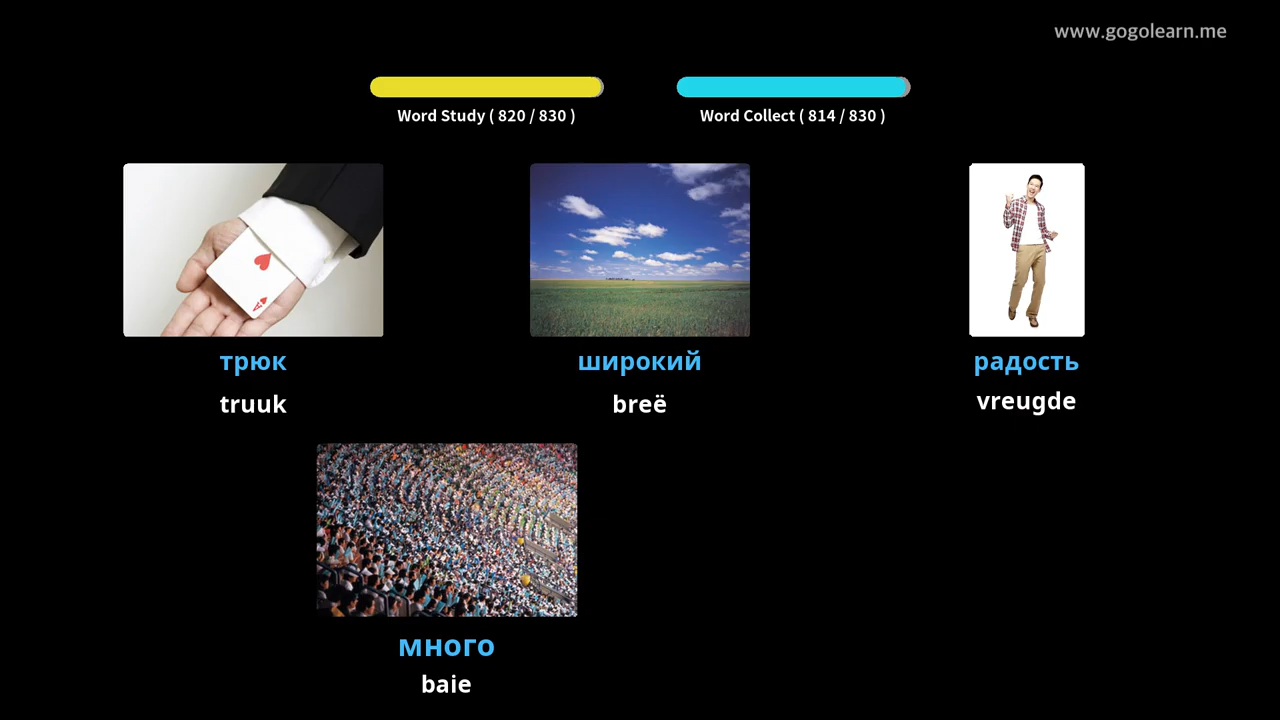 www.gogolearn.me
Word Study ( 820 / 830 )
Word Collect ( 814 / 830 )
трюк
truuk
широкий
breë
радость
vreugde
много
baie